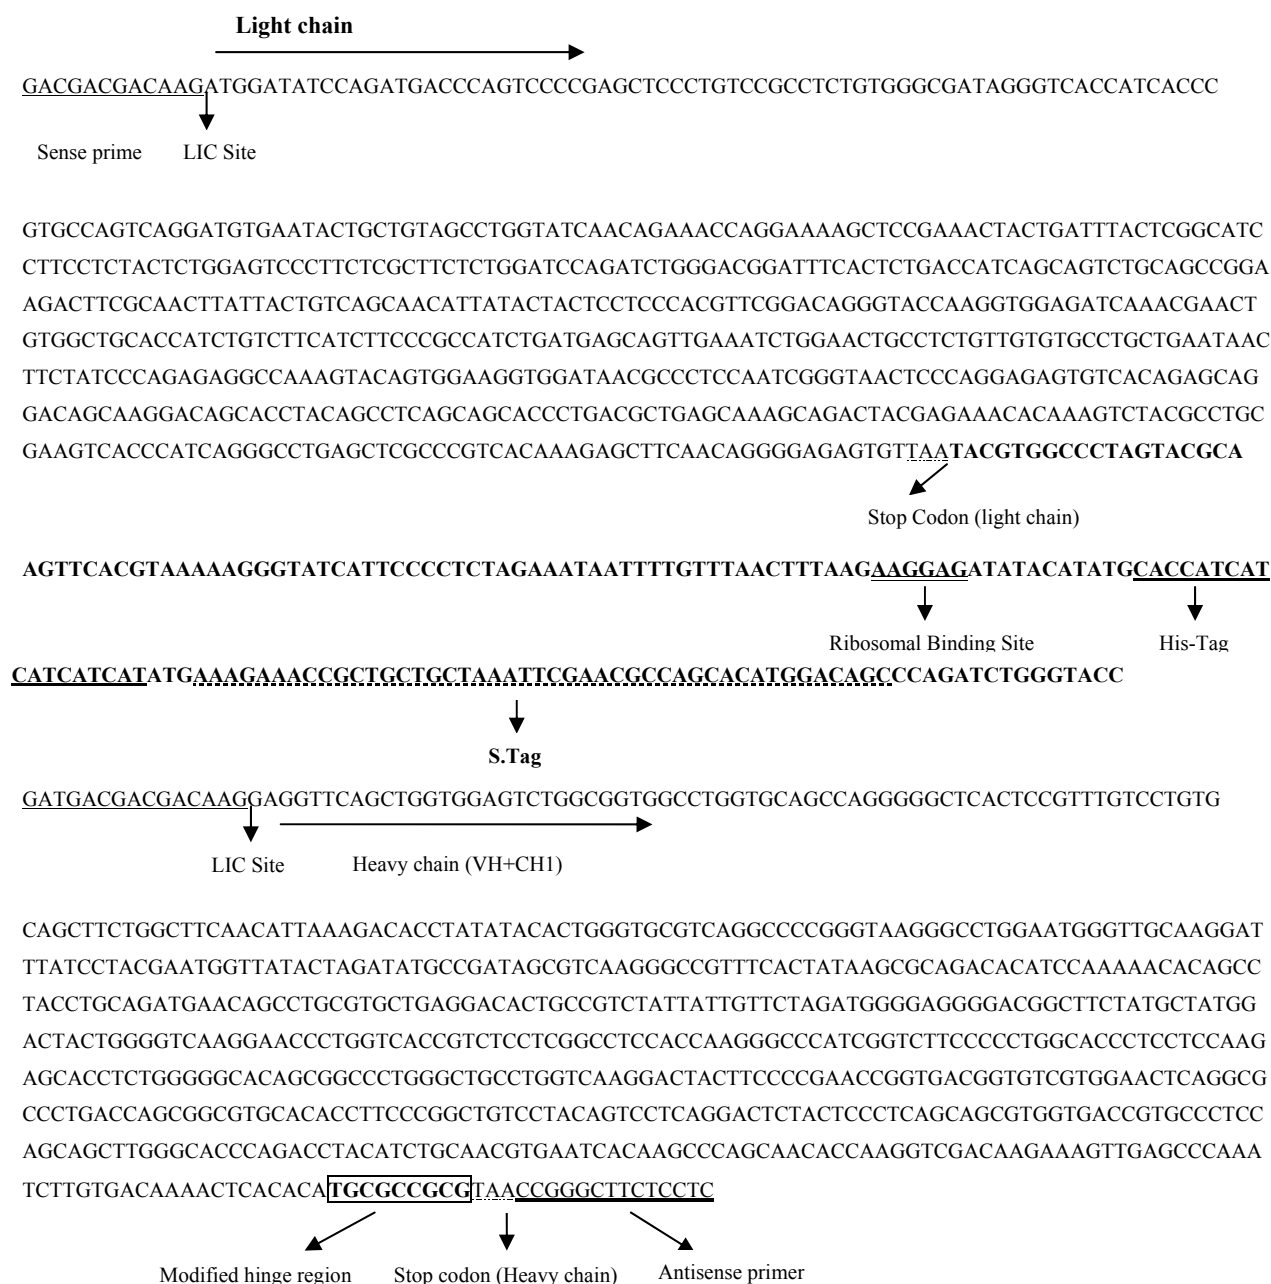 Light chain
GACGACGACAAGATGGATATCCAGATGACCCAGTCCCCGAGCTCCCTGTCCGCCTCTGTGGGCGATAGGGTCACCATCACCC
Sense prime LIC Site
GTGCCAGTCAGGATGTGAATACTGCTGTAGCCTGGTATCAACAGAAACCAGGAAAAGCTCCGAAACTACTGATTTACTCGGCATC
CTTCCTCTACTCTGGAGTCCCTTCTCGCTTCTCTGGATCCAGATCTGGGACGGATTTCACTCTGACCATCAGCAGTCTGCAGCCGGA
AGACTTCGCAACTTATTACTGTCAGCAACATTATACTACTCCTCCCACGTTCGGACAGGGTACCAAGGTGGAGATCAAACGAACT
GTGGCTGCACCATCTGTCTTCATCTTCCCGCCATCTGATGAGCAGTTGAAATCTGGAACTGCCTCTGTTGTGTGCCTGCTGAATAAC
TTCTATCCCAGAGAGGCCAAAGTACAGTGGAAGGTGGATAACGCCCTCCAATCGGGTAACTCCCAGGAGAGTGTCACAGAGCAG
GACAGCAAGGACAGCACCTACAGCCTCAGCAGCACCCTGACGCTGAGCAAAGCAGACTACGAGAAACACAAAGTCTACGCCTGC
GAAGTCACCCATCAGGGCCTGAGCTCGCCCGTCACAAAGAGCTTCAACAGGGGAGAGTGTTAATACGTGGCCCTAGTACGCA
Stop Codon (light chain)
AGTTCACGTAAAAAGGGTATCATTCCCCTCTAGAAATAATTTTGTTTAACTTTAAGAAGGAGATATACATATGCACCATCAT
Ribosomal Binding Site His-Tag
CATCATCATATGAAAGAAACCGCTGCTGCTAAATTCGAACGCCAGCACATGGACAGCCCAGATCTGGGTACC
S.Tag
GATGACGACGACAAGGAGGTTCAGCTGGTGGAGTCTGGCGGTGGCCTGGTGCAGCCAGGGGGCTCACTCCGTTTGTCCTGTG
LIC Site Heavy chain (VH+CH1)
CAGCTTCTGGCTTCAACATTAAAGACACCTATATACACTGGGTGCGTCAGGCCCCGGGTAAGGGCCTGGAATGGGTTGCAAGGAT
TTATCCTACGAATGGTTATACTAGATATGCCGATAGCGTCAAGGGCCGTTTCACTATAAGCGCAGACACATCCAAAAACACAGCC
TACCTGCAGATGAACAGCCTGCGTGCTGAGGACACTGCCGTCTATTATTGTTCTAGATGGGGAGGGGACGGCTTCTATGCTATGG
ACTACTGGGGTCAAGGAACCCTGGTCACCGTCTCCTCGGCCTCCACCAAGGGCCCATCGGTCTTCCCCCTGGCACCCTCCTCCAAG
AGCACCTCTGGGGGCACAGCGGCCCTGGGCTGCCTGGTCAAGGACTACTTCCCCGAACCGGTGACGGTGTCGTGGAACTCAGGCG
CCCTGACCAGCGGCGTGCACACCTTCCCGGCTGTCCTACAGTCCTCAGGACTCTACTCCCTCAGCAGCGTGGTGACCGTGCCCTCC
AGCAGCTTGGGCACCCAGACCTACATCTGCAACGTGAATCACAAGCCCAGCAACACCAAGGTCGACAAGAAAGTTGAGCCCAAA
TCTTGTGACAAAACTCACACATGCGCCGCGTAACCGGGCTTCTCCTC
Modified hinge region Stop codon (Heavy chain) Antisense primer